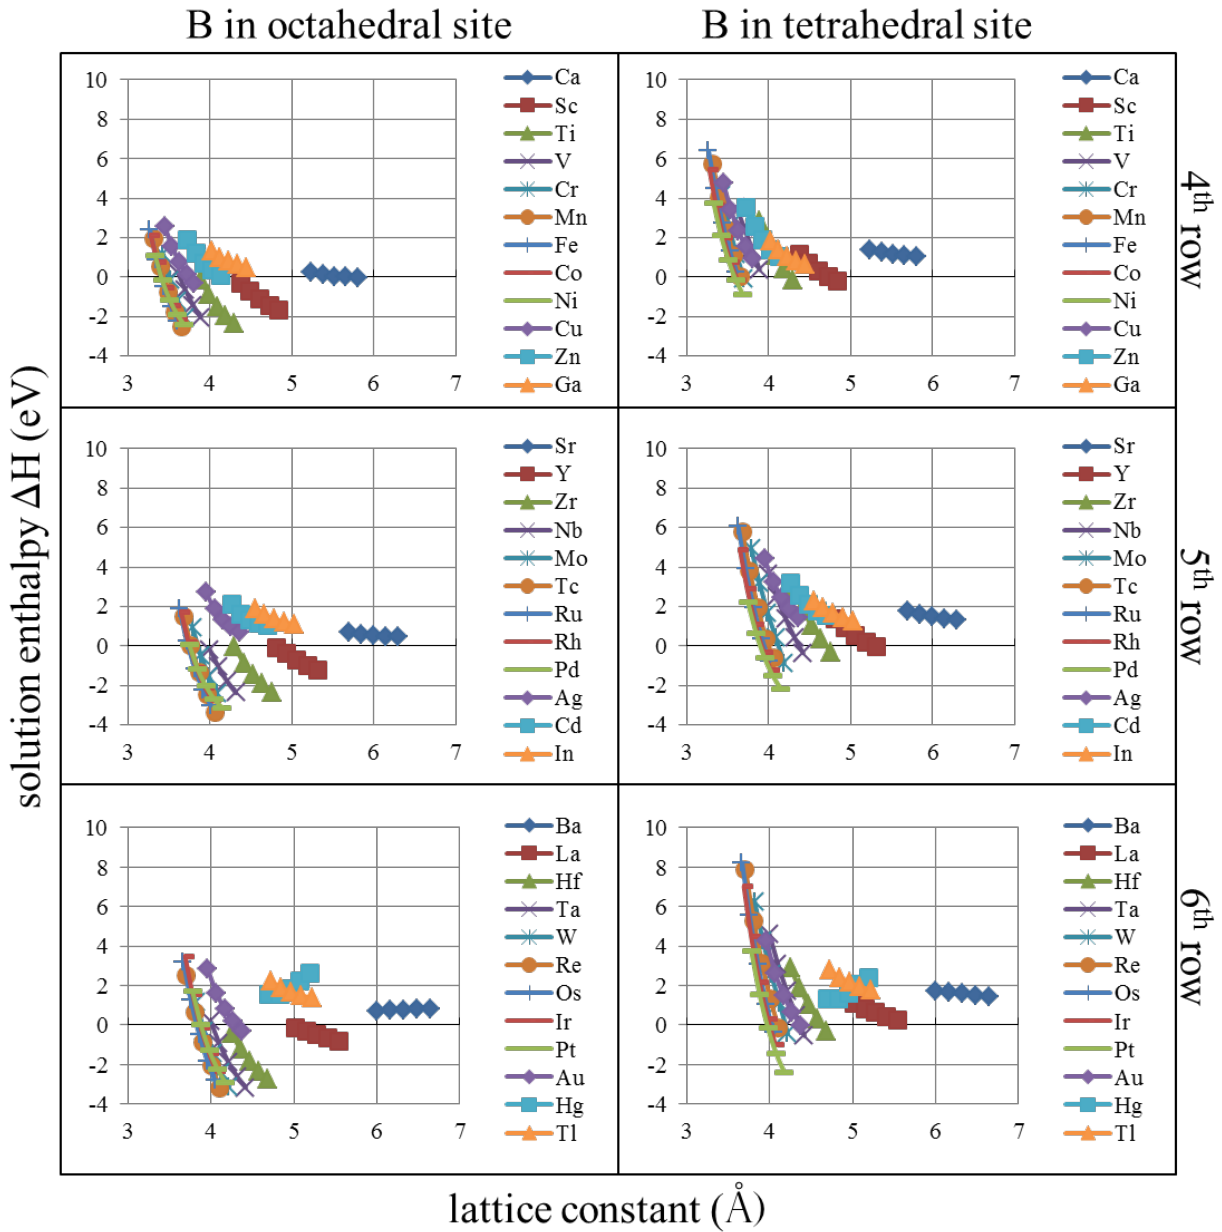 B in octahedral site
B in tetrahedral site
solution enthalpy ΔH (eV)
10
8
6
4
2
0
-2
-4
3 4 5 6 7
Ca
Sc
Ti
V
Cr
Mn
Fe
Co
Ni
Cu
Zn
Ga
10
8
6
4
2
0
-2
-4
3 4 5 6 7
Ca
Sc
Ti
V
Cr
Mn
Fe
Co
Ni
Cu
Zn
Ga
4th row
10
8
6
4
2
0
-2
-4
3 4 5 6 7
Sr
Y
Zr
Nb
Mo
Tc
Ru
Rh
Pd
Ag
Cd
In
10
8
6
4
2
0
-2
-4
3 4 5 6 7
Sr
Y
Zr
Nb
Mo
Tc
Ru
Rh
Pd
Ag
Cd
In
5th row
10
8
6
4
2
0
-2
-4
3 4 5 6 7
Ba
La
Hf
Ta
W
Re
Os
Ir
Pt
Au
Hg
Tl
10
8
6
4
2
0
-2
-4
3 4 5 6 7
Ba
La
Hf
Ta
W
Re
Os
Ir
Pt
Au
Hg
Tl
6th row
lattice constant (Å)